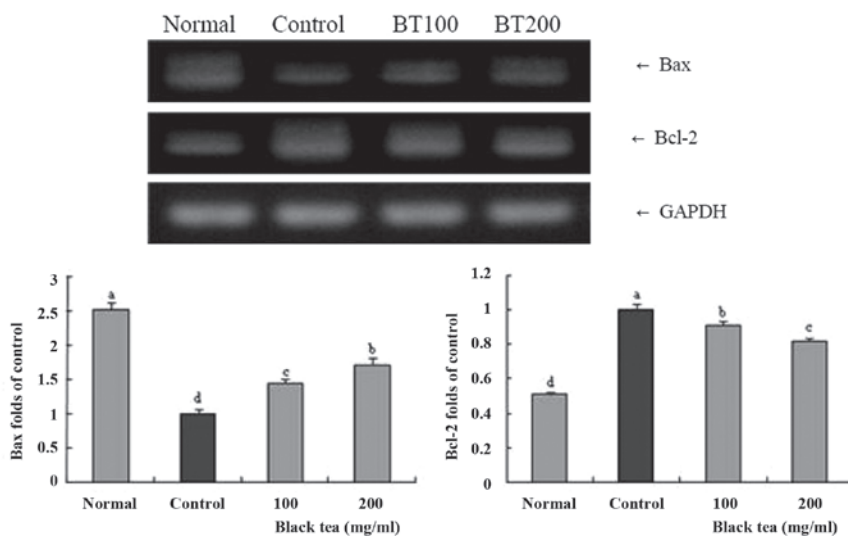 Normal Control BT100 BT200
← Bax
← Bcl-2
← GAPDH
Bax folds of control
3
2.5
2
1.5
1
0.5
0
a
d
c
b
Normal Control 100 200
Black tea (mg/ml)
Bcl-2 folds of control
1.2
1
0.8
0.6
0.4
0.2
0
d
a
b
c
Normal Control 100 200
Black tea (mg/ml)